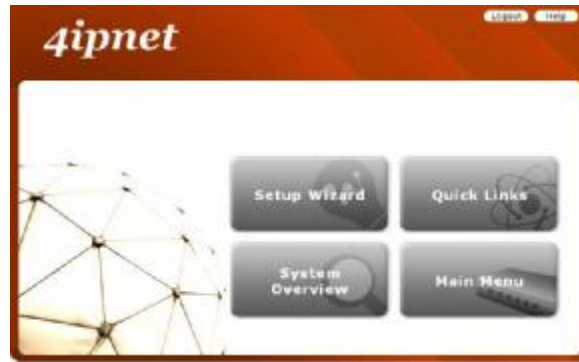 Logout Help
4ipnet
Setup Wizard Quick Links
System
Overview
Main Menu